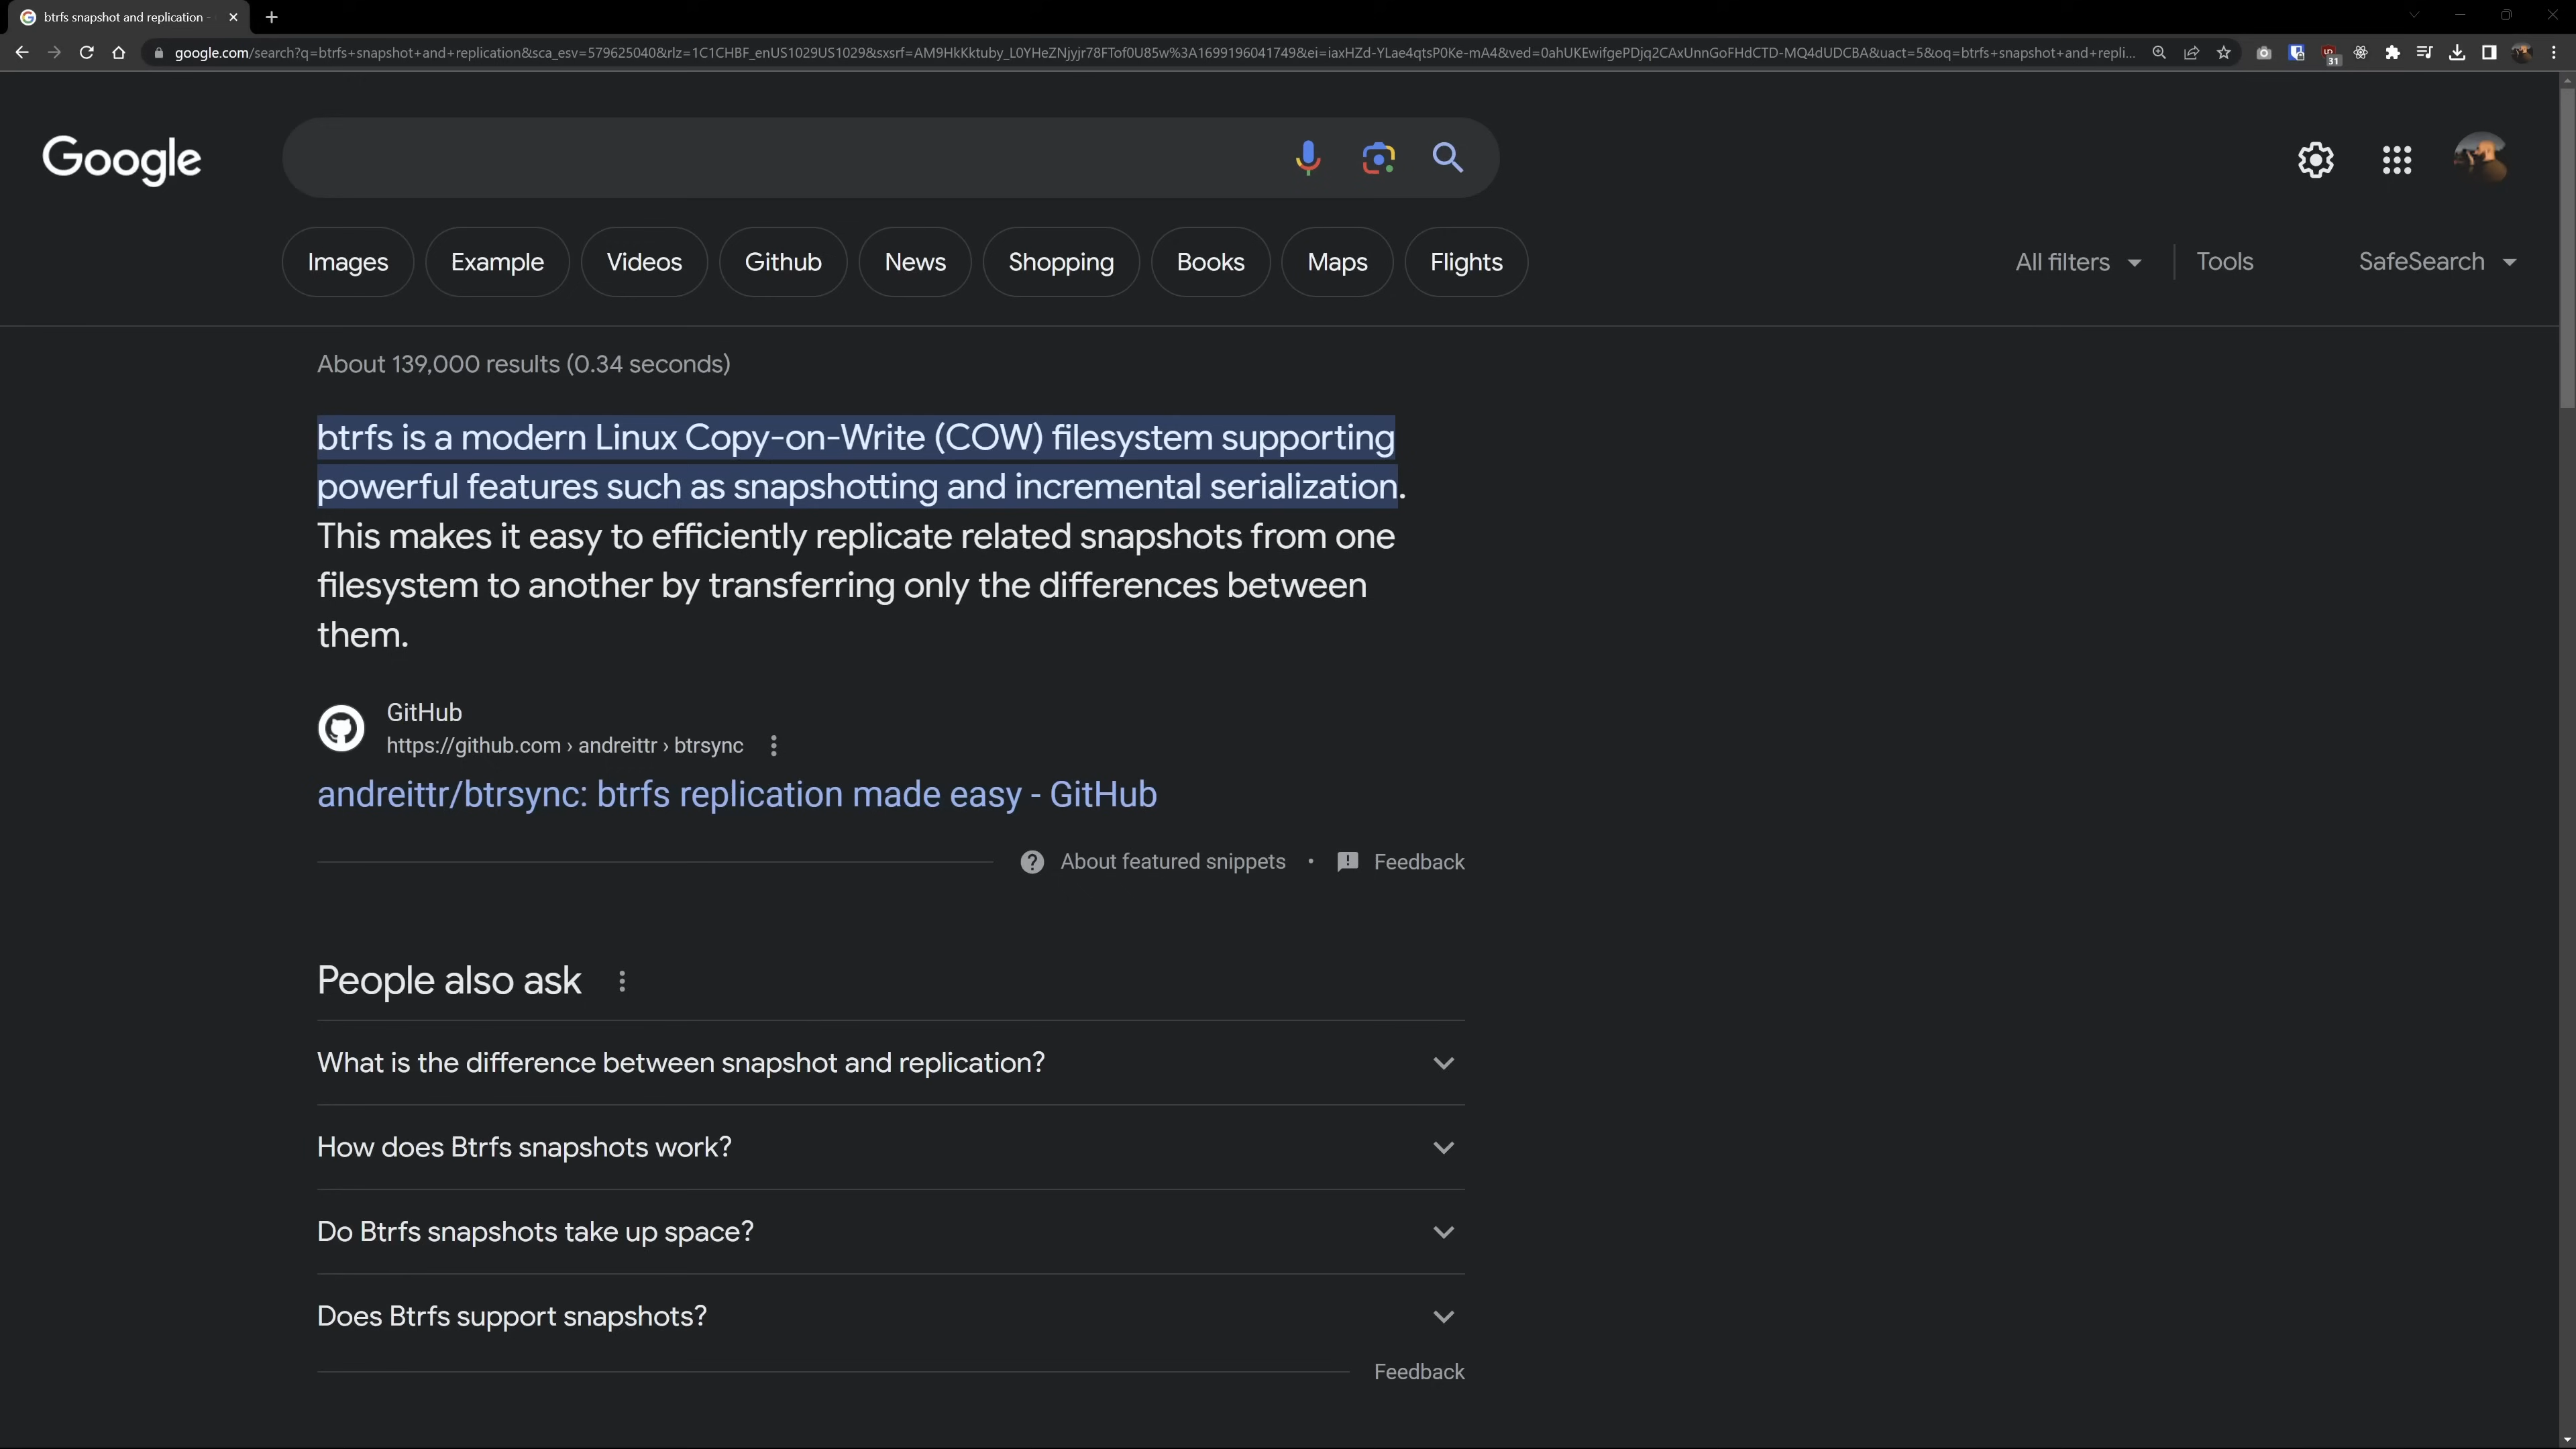 btrfs snapshot and replication -
google.com/search?q=btrfs+snapshot+and+replication&sca_esv=579625040&rlz=1C1CHBF_enUS1029US1029&sxsrf=AM9HkKktuby_L0YHeZNjyjr78FTof0U85w%3A1699196041749&ei=iaxHZd-YLae4qtsP0Ke-mA4&ved=0ahUKEwifgePDjq2CAxUnnGoFHdCTD-MQ4dUDCBA&uact=5&oq=btrfs+snapshot+and+repli...
31
Google
Images Example Videos Github News Shopping Books Maps Flights All filters Tools SafeSearch
About 139,000 results (0.34 seconds)
btrfs is a modern Linux Copy-on-Write (COW) filesystem supporting
powerful features such as snapshotting and incremental serialization.
This makes it easy to efficiently replicate related snapshots from one
filesystem to another by transferring only the differences between
them.
GitHub
https://github.com › andreittr › btrsync
andreittr/btrsync: btrfs replication made easy - GitHub
About featured snippets • Feedback
People also ask
What is the difference between snapshot and replication?
How does Btrfs snapshots work?
Do Btrfs snapshots take up space?
Does Btrfs support snapshots?
Feedback